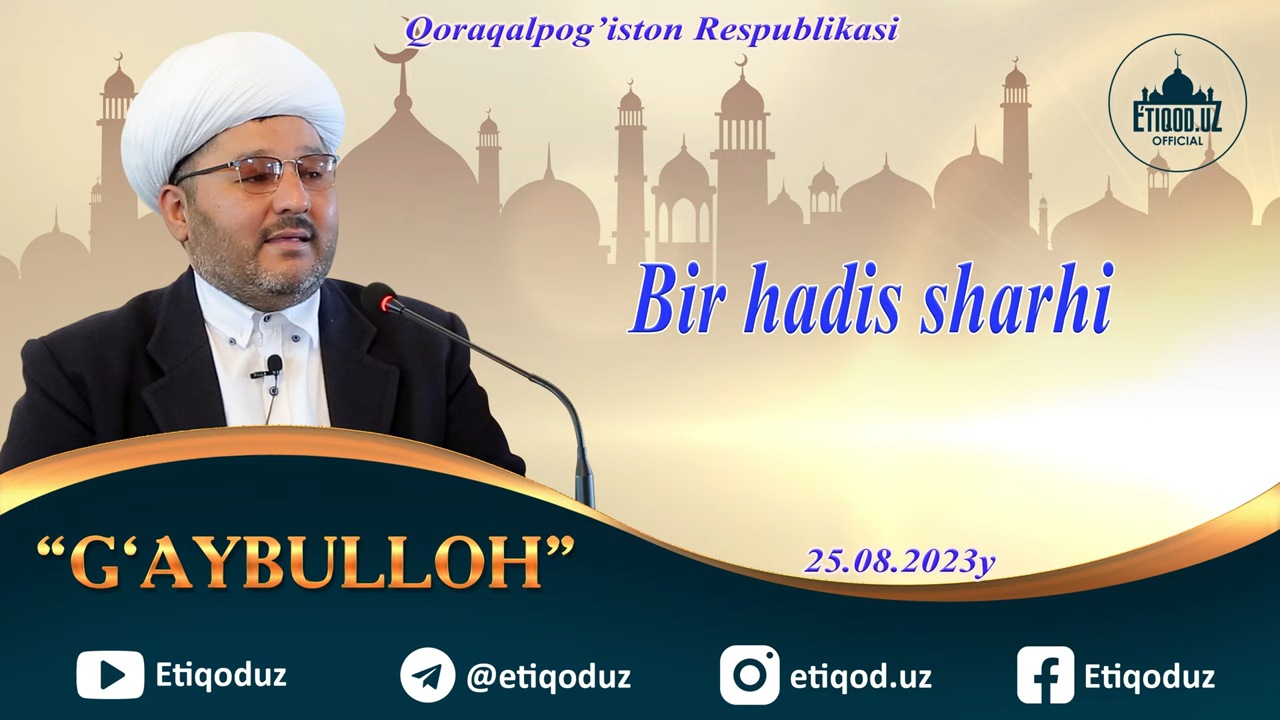 Qoraqalpog’iston Respublikasi
ETIQOD.UZ
OFFICIAL
Bir hadis sharhi
“G‘AYBULLOH”
25.08.2023y
Etiqoduz
@etiqoduz
etiqod.uz
Etiqoduz